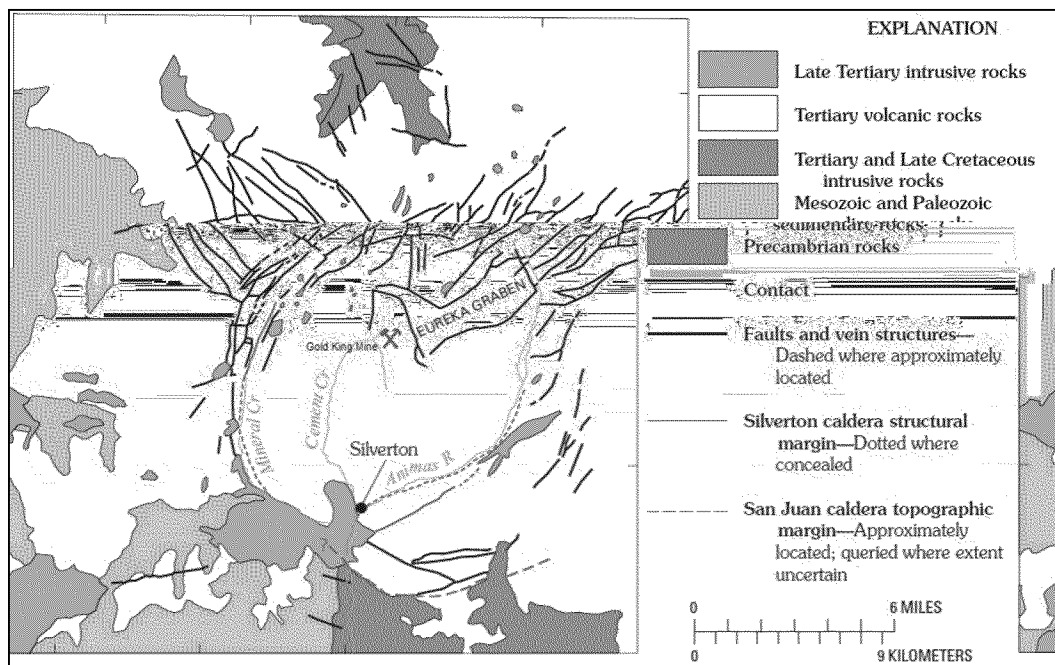 EXPLANATION
Late Tertiary intrusive rocks
Tertiary volcanic rocks
Tertiary and Late Cretaceous
intrusive rocks
Mesozoic and Paleozoic
sedimentary rocks
Precambrian rocks
Contact
Faults and vein structures—
Dashed where approximately
located
Silverton caldera structural
margin—Dotted where
concealed
San Juan caldera topographic
margin—Approximately
located; queried where extent
uncertain
0 6 MILES
0 9 KILOMETERS
EUREKA GRABEN
Gold King Mine
Mineral Cr
Cement Cr
Silverton
Animas R